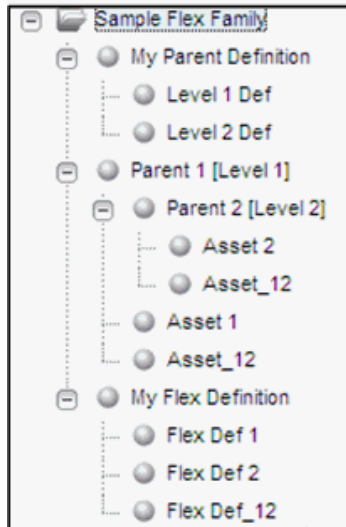 Sample Flex Family
My Parent Definition
Level 1 Def
Level 2 Def
Parent 1 [Level 1]
Parent 2 [Level 2]
Asset 2
Asset_12
Asset 1
Asset_12
My Flex Definition
Flex Def 1
Flex Def 2
Flex Def_12